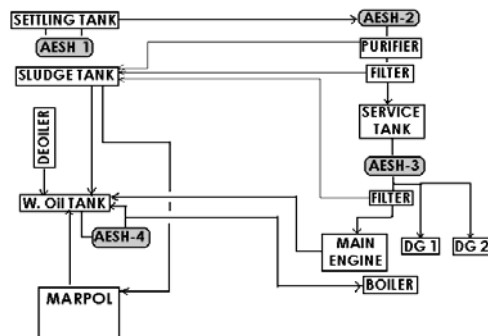 SETTLING TANK
AESH-2
AESH 1
PURIFIER
SLUDGE TANK
FILTER
SERVICE
TANK
DEOILER
AESH-3
W. Oil TANK
FILTER
AESH-4
MAIN
ENGINE
DG 1
DG 2
BOILER
MARPOL